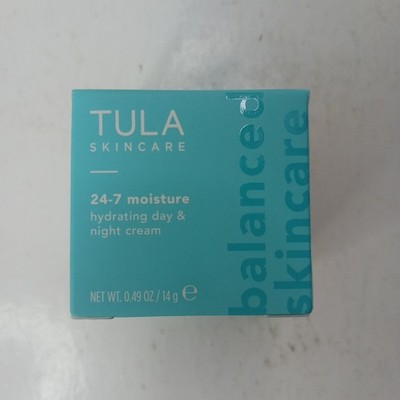 TULA
SKINCARE
24-7 moisture
hydrating day &
night cream
NET WT. 0.49 OZ / 14 g ℮
balanced
skincare